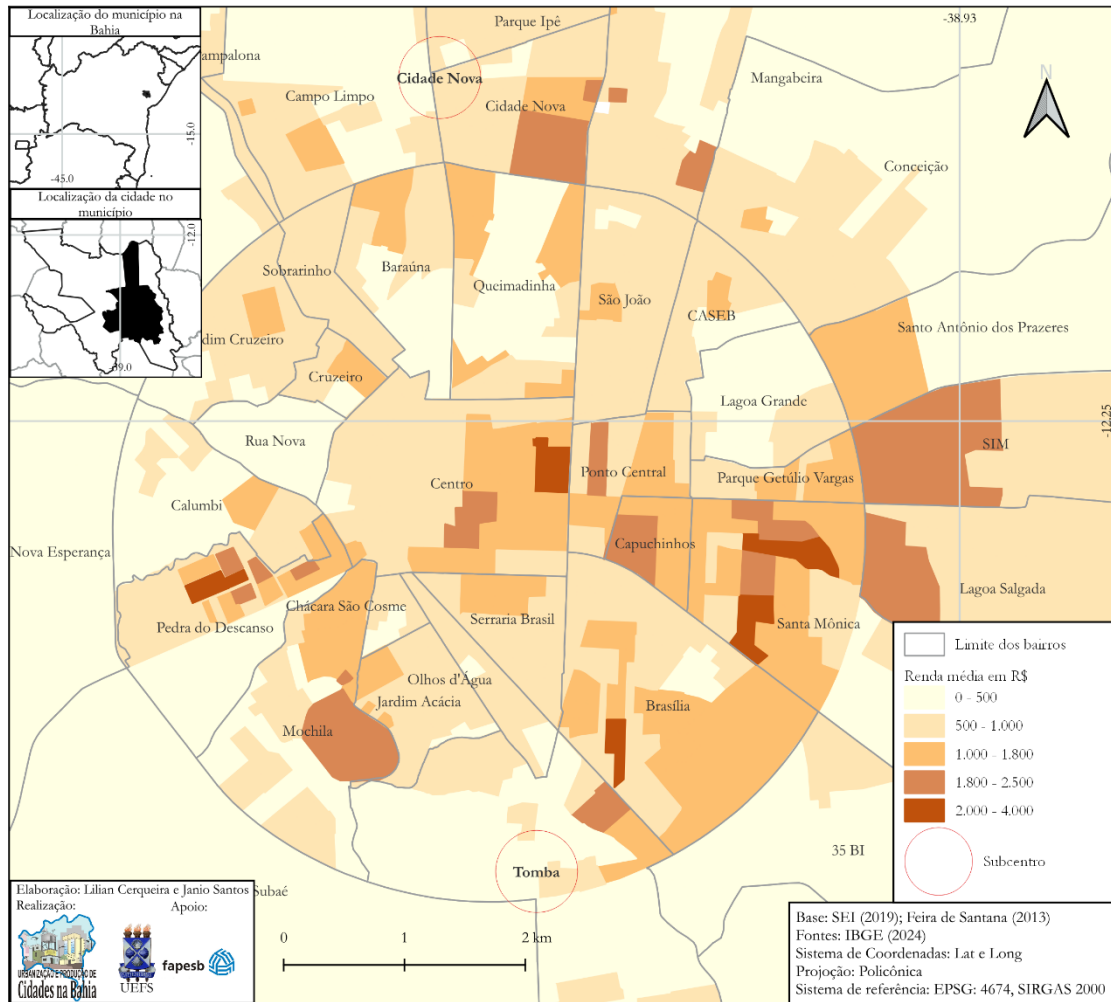 Localização do município na
Bahia
-15.0
-45.0
Localização da cidade no
município
-12.0
-39.0
Parque Ipê
-38.93
ampalona
Cidade Nova
Mangabeira
N
Campo Limpo
Cidade Nova
Conceição
Sobrarinho
Baraúna
Queimadinha
São João
CASEB
Santo Antônio dos Prazeres
dim Cruzeiro
Cruzeiro
Lagoa Grande
-12.25
Rua Nova
SIM
Centro
Ponto Central
Parque Getúlio Vargas
Calumbi
Nova Esperança
Capuchinhos
Lagoa Salgada
Chácara São Cosme
Pedra do Descanso
Serraria Brasil
Santa Mônica
Olhos d'Água
Jardim Acácia
Brasília
Mochila
Limite dos bairros
Renda média em R$
0 - 500
500 - 1.000
1.000 - 1.800
1.800 - 2.500
2.000 - 4.000
Subcentro
35 BI
Tomba
Subaé
Elaboração: Lilian Cerqueira e Janio Santos
Realização:
Apoio:
URBANIZAÇÃO E PRODUÇÃO DE
Cidades na Bahia
UEFS
fapesb
0
1
2 km
Base: SEI (2019); Feira de Santana (2013)
Fontes: IBGE (2024)
Sistema de Coordenadas: Lat e Long
Projeção: Policônica
Sistema de referência: EPSG: 4674, SIRGAS 2000